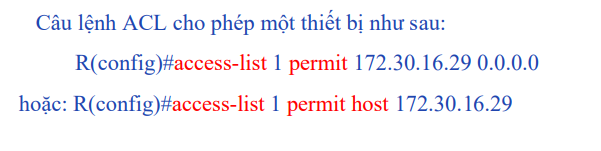 Câu lệnh ACL cho phép một thiết bị như sau:
R(config)#access-list 1 permit 172.30.16.29 0.0.0.0
hoặc: R(config)#access-list 1 permit host 172.30.16.29